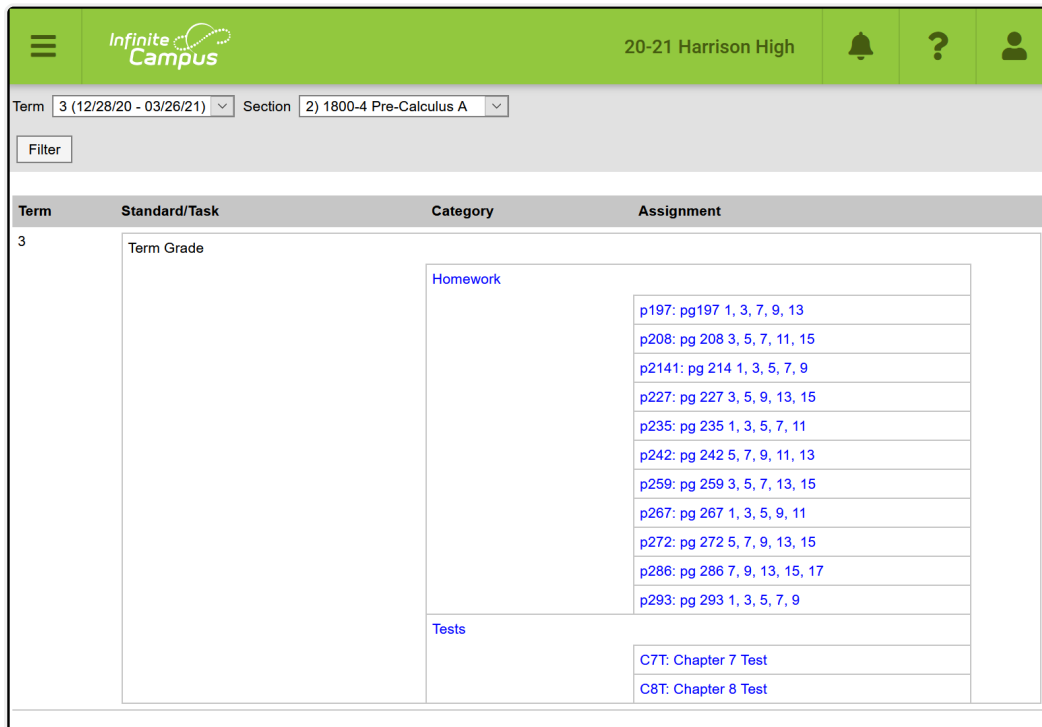 Infinite
Campus
20-21 Harrison High
?
Term 3 (12/28/20 - 03/26/21) Section 2) 1800-4 Pre-Calculus A
Filter
Term Standard/Task Category Assignment
3 Term Grade
Homework
p197: pg197 1, 3, 7, 9, 13
p208: pg 208 3, 5, 7, 11, 15
p2141: pg 214 1, 3, 5, 7, 9
p227: pg 227 3, 5, 9, 13, 15
p235: pg 235 1, 3, 5, 7, 11
p242: pg 242 5, 7, 9, 11, 13
p259: pg 259 3, 5, 7, 13, 15
p267: pg 267 1, 3, 5, 9, 11
p272: pg 272 5, 7, 9, 13, 15
p286: pg 286 7, 9, 13, 15, 17
p293: pg 293 1, 3, 5, 7, 9
Tests
C7T: Chapter 7 Test
C8T: Chapter 8 Test